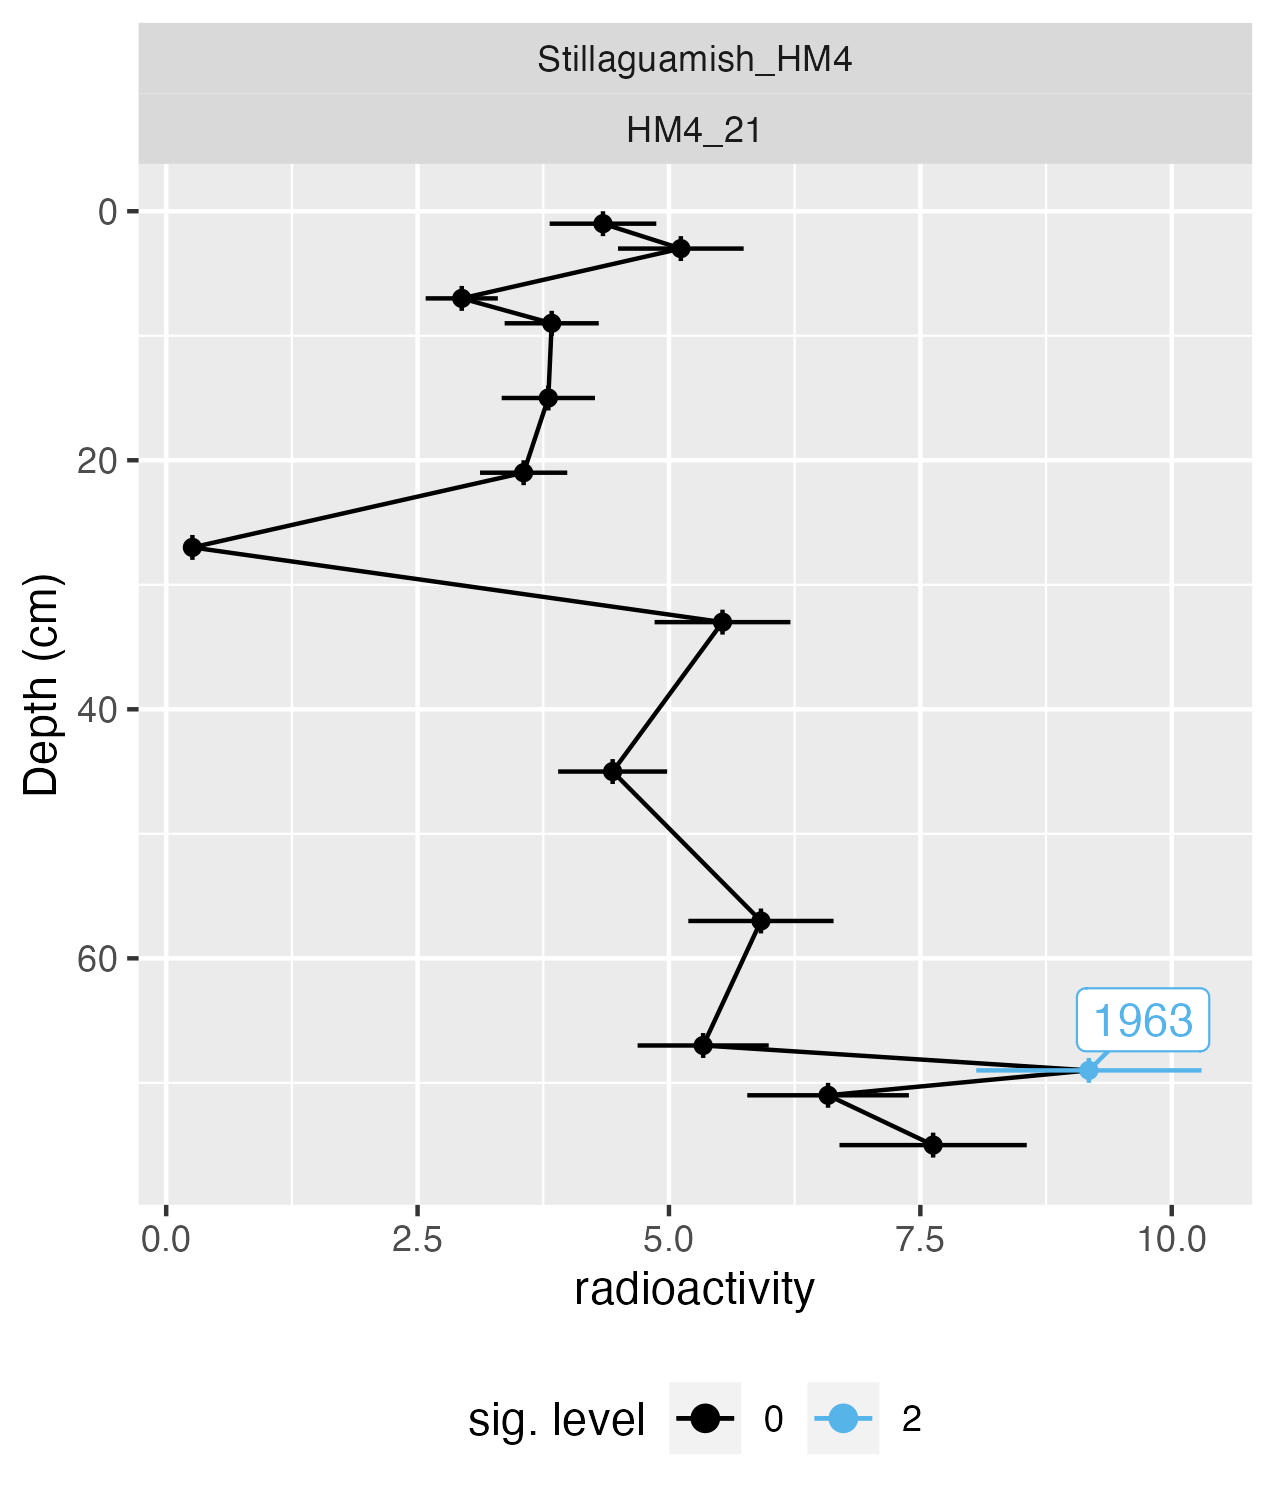 Stillaguamish_HM4
HM4_21
0
20
40
60
Depth (cm)
1963
0.0 2.5 5.0 7.5 10.0
radioactivity
sig. level 0 2